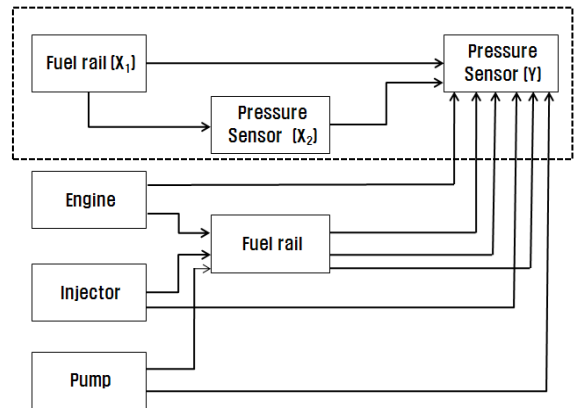 Fuel rail (X1)
Pressure
Sensor (Y)
Pressure
Sensor (X2)
Engine
Fuel rail
Injector
Pump